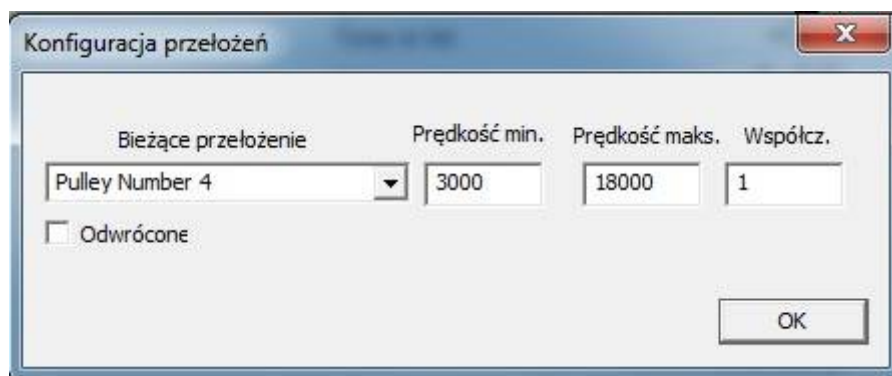 Konfiguracja przełożeń
Bieżące przełożenie Prędkość min. Prędkość maks. Współcz.
Pulley Number 4 3000 18000 1
Odwrócone
OK